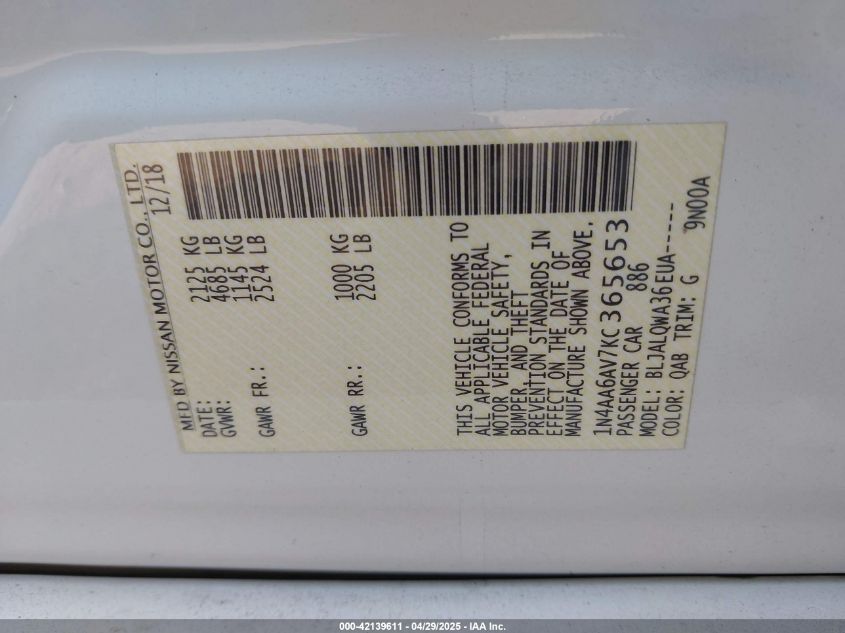 MFD BY NISSAN MOTOR CO., LTD.
DATE: 12/18
GVWR: 2125 KG
4685 LB
GAWR FR.: 1145 KG
2524 LB
GAWR RR.: 1000 KG
2205 LB
THIS VEHICLE CONFORMS TO
ALL APPLICABLE FEDERAL
MOTOR VEHICLE SAFETY,
BUMPER, AND THEFT
PREVENTION STANDARDS IN
EFFECT ON THE DATE OF
MANUFACTURE SHOWN ABOVE.
1N4AA6AV7KC365653
PASSENGER CAR 886
MODEL: BLJALQWA36EUA-----
COLOR: QAB TRIM: G 9N00A
000-42139611 - 04/29/2025 - IAA Inc.